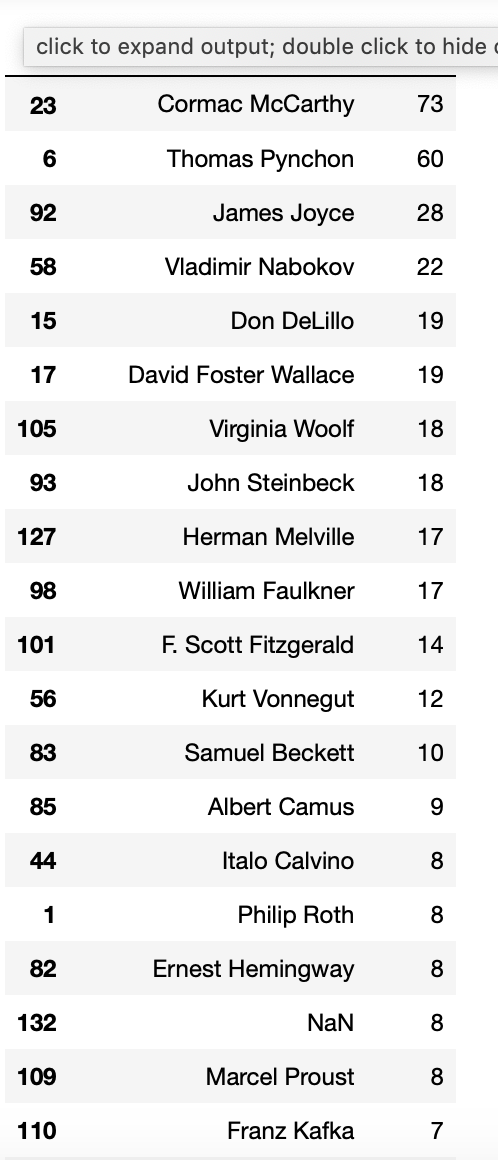 click to expand output; double click to hide
23 Cormac McCarthy 73
6 Thomas Pynchon 60
92 James Joyce 28
58 Vladimir Nabokov 22
15 Don DeLillo 19
17 David Foster Wallace 19
105 Virginia Woolf 18
93 John Steinbeck 18
127 Herman Melville 17
98 William Faulkner 17
101 F. Scott Fitzgerald 14
56 Kurt Vonnegut 12
83 Samuel Beckett 10
85 Albert Camus 9
44 Italo Calvino 8
1 Philip Roth 8
82 Ernest Hemingway 8
132 NaN 8
109 Marcel Proust 8
110 Franz Kafka 7